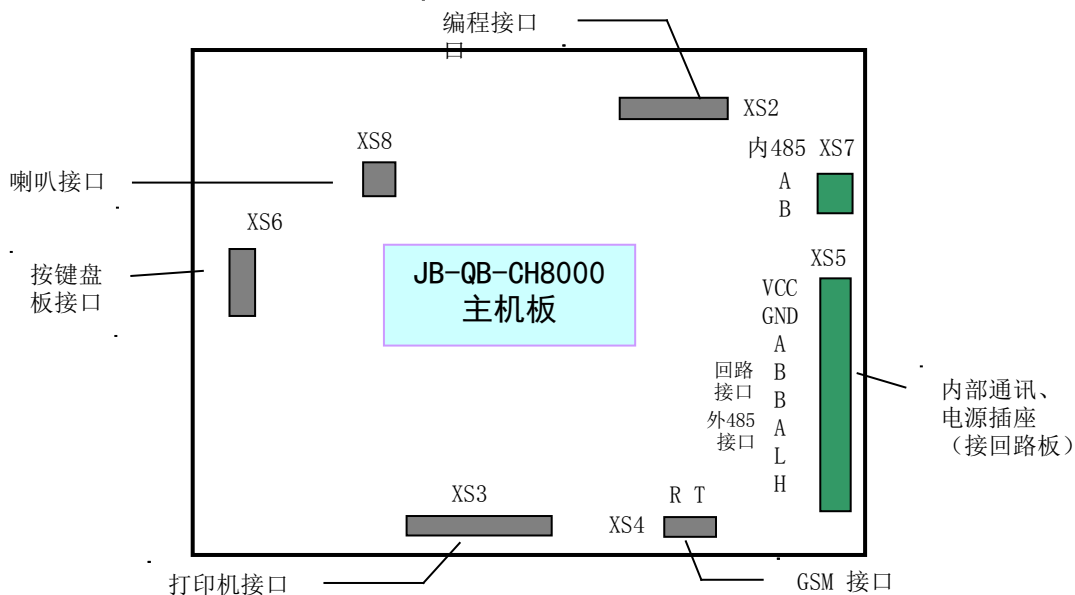 编程接口
口
XS2
XS8
内485 XS7
A
B
喇叭接口
XS6
按键盘
板接口
JB-QB-CH8000
主机板
XS5
VCC
GND
A
B
B
A
L
H
回路
接口
外485
接口
内部通讯、
电源插座
（接回路板）
XS3
R T
XS4
打印机接口
GSM 接口